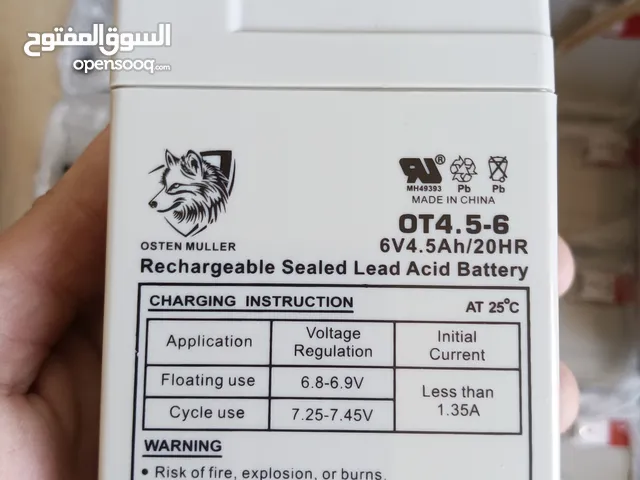 السوق المفتوح
opensooq.com
MH49393
Pb
Pb
MADE IN CHINA
OT4.5-6
6V4.5Ah/20HR
OSTEN MULLER
Rechargeable Sealed Lead Acid Battery
CHARGING INSTRUCTION AT 25°C
Application Voltage Regulation Initial Current
Floating use 6.8-6.9V Less than 1.35A
Cycle use 7.25-7.45V
WARNING
• Risk of fire, explosion, or burns.